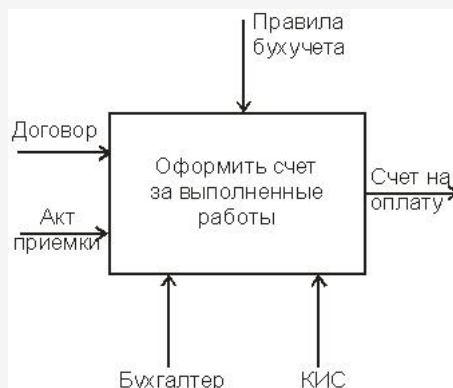 Правила
бухучета
Договор
Оформить счет
за выполненные
работы
Счет на
оплату
Акт
приемки
Бухгалтер
КИС